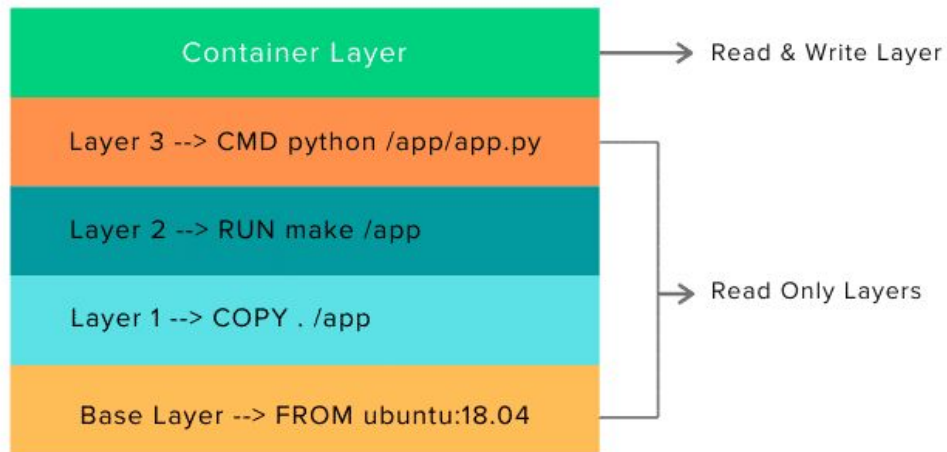 Container Layer
Read & Write Layer
Layer 3 --> CMD python /app/app.py
Layer 2 --> RUN make /app
Read Only Layers
Layer 1 --> COPY . /app
Base Layer --> FROM ubuntu:18.04